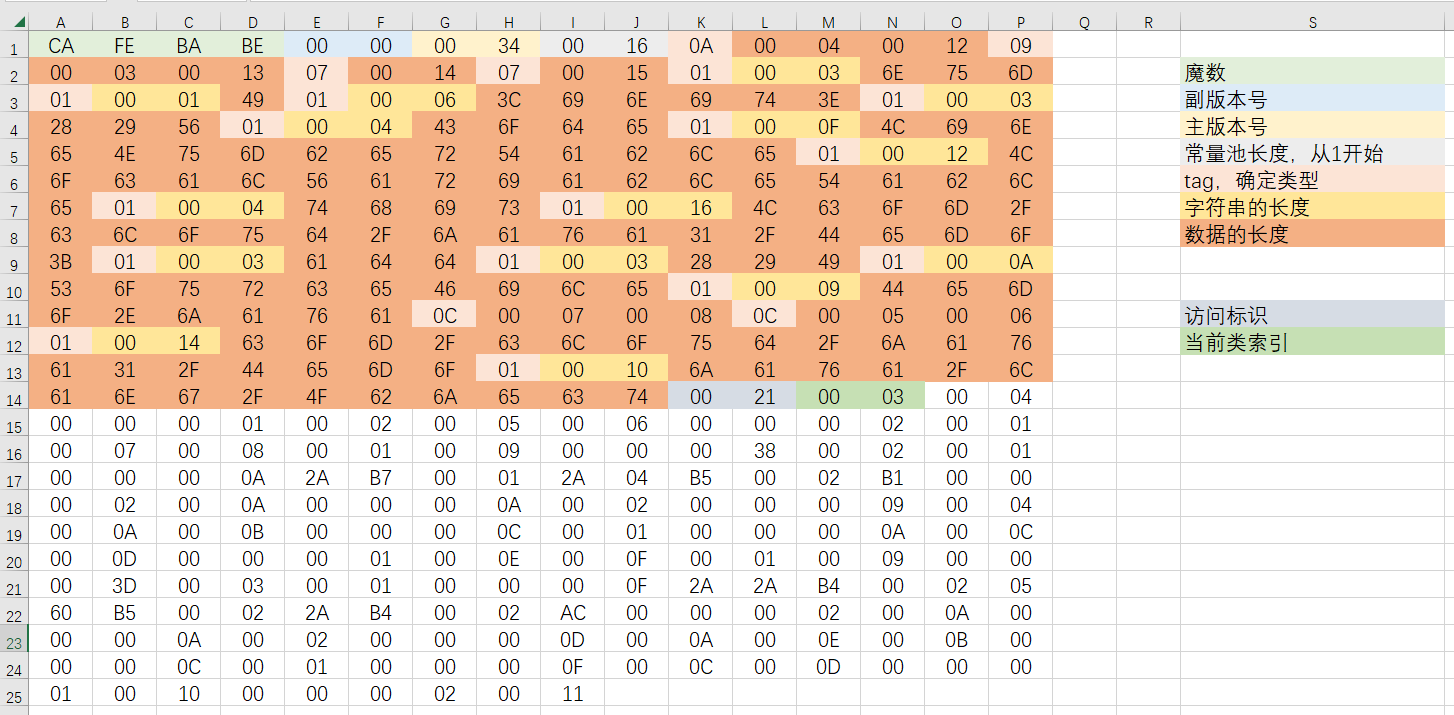 A B C D E F G H I J K L M N O P Q R S
1 CA FE BA BE 00 00 00 34 00 16 0A 00 04 00 12 09
2 00 03 00 13 07 00 14 07 00 15 01 00 03 6E 75 6D 魔数
3 01 00 01 49 01 00 06 3C 69 6E 69 74 3E 01 00 03 副版本号
4 28 29 56 01 00 04 43 6F 64 65 01 00 0F 4C 69 6E 主版本号
5 65 4E 75 6D 62 65 72 54 61 62 6C 65 01 00 12 4C 常量池长度，从1开始
6 6F 63 61 6C 56 61 72 69 61 62 6C 65 54 61 62 6C tag，确定类型
7 65 01 00 04 74 68 69 73 01 00 16 4C 63 6F 6D 2F 字符串的长度
8 63 6C 6F 75 64 2F 6A 61 76 61 31 2F 44 65 6D 6F 数据的长度
9 3B 01 00 03 61 64 64 01 00 03 28 29 49 01 00 0A
10 53 6F 75 72 63 65 46 69 6C 65 01 00 09 44 65 6D
11 6F 2E 6A 61 76 61 0C 00 07 00 08 0C 00 05 00 06 访问标识
12 01 00 14 63 6F 6D 2F 63 6C 6F 75 64 2F 6A 61 76 当前类索引
13 61 31 2F 44 65 6D 6F 01 00 10 6A 61 76 61 2F 6C
14 61 6E 67 2F 4F 62 6A 65 63 74 00 21 00 03 00 04
15 00 00 00 01 00 02 00 05 00 06 00 00 00 02 00 01
16 00 07 00 08 00 01 00 09 00 00 00 38 00 02 00 01
17 00 00 00 0A 2A B7 00 01 2A 04 B5 00 02 B1 00 00
18 00 02 00 0A 00 00 00 0A 00 02 00 00 00 09 00 04
19 00 0A 00 0B 00 00 00 0C 00 01 00 00 00 0A 00 0C
20 00 0D 00 00 00 01 00 0E 00 0F 00 01 00 09 00 00
21 00 3D 00 03 00 01 00 00 00 0F 2A 2A B4 00 02 05
22 60 B5 00 02 2A B4 00 02 AC 00 00 00 02 00 0A 00
23 00 00 0A 00 02 00 00 00 0D 00 0A 00 0E 00 0B 00
24 00 00 0C 00 01 00 00 00 0F 00 0C 00 0D 00 00 00
25 01 00 10 00 00 00 02 00 11